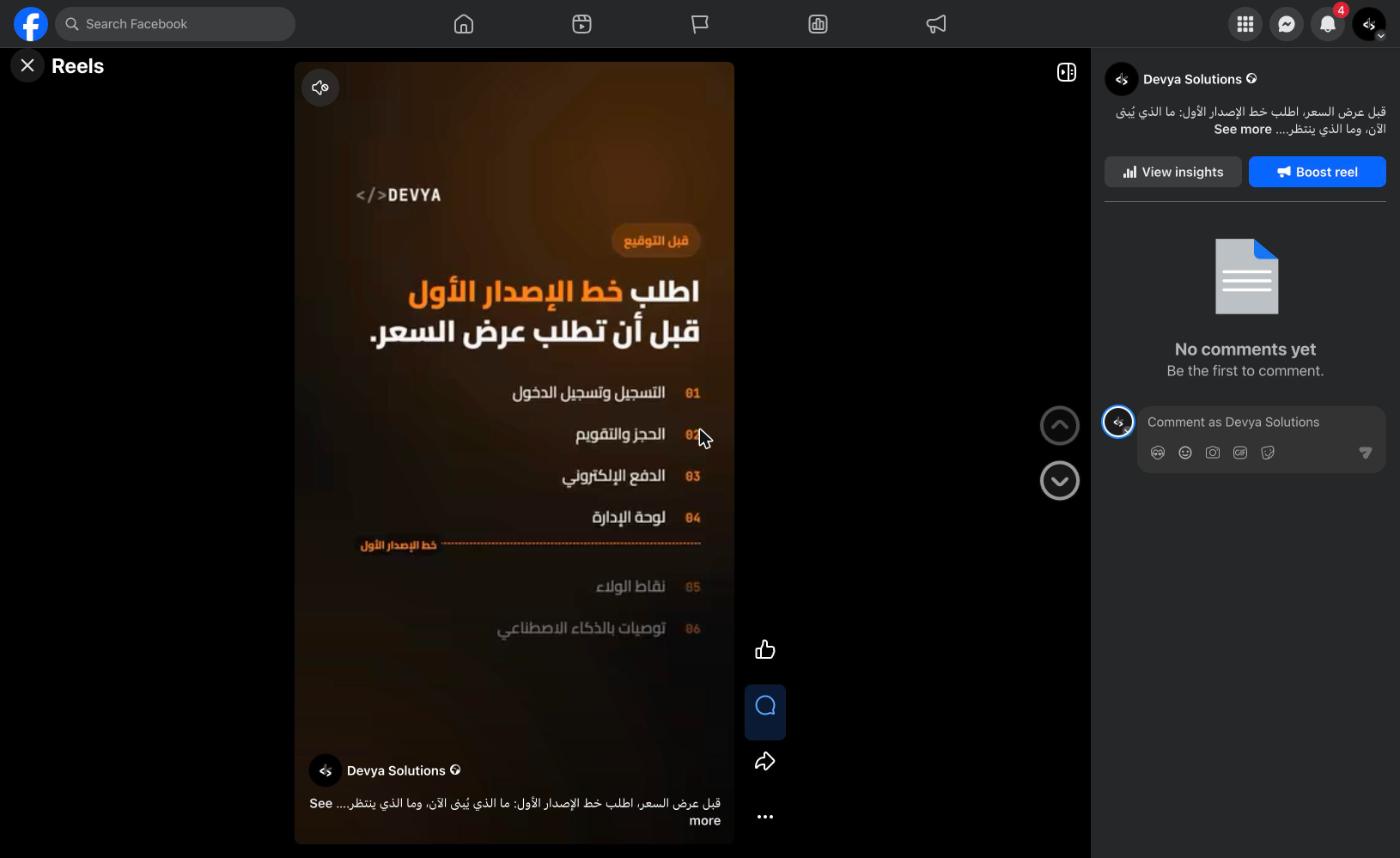 Search Facebook
4
Reels
</>DEVYA
قبل التوقيع
اطلب خط الإصدار الأول
قبل أن تطلب عرض السعر.
01 التسجيل وتسجيل الدخول
02 الحجز والتقويم
03 الدفع الإلكتروني
04 لوحة الإدارة
خط الإصدار الأول
05 نقاط الولاء
06 توصيات بالذكاء الاصطناعي
Devya Solutions
قبل عرض السعر، اطلب خط الإصدار الأول: ما الذي يُبنى الآن، وما الذي ينتظر.... See
more
Devya Solutions
قبل عرض السعر، اطلب خط الإصدار الأول: ما الذي يُبنى
الآن، وما الذي ينتظر.... See more
View insights
Boost reel
No comments yet
Be the first to comment.
Comment as Devya Solutions
GIF